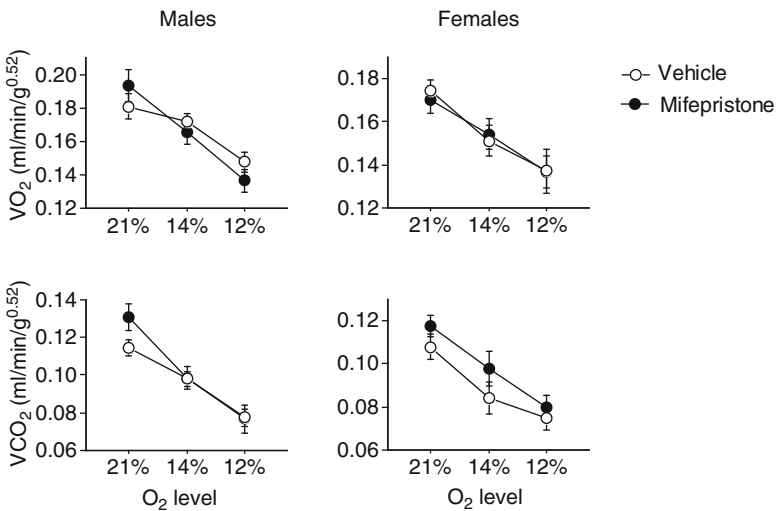 Males
Females
VO2 (ml/min/g0.52)
0.20
0.18
0.16
0.14
0.12
21% 14% 12%
0.18
0.16
0.14
0.12
21% 14% 12%
Vehicle
Mifepristone
VCO2 (ml/min/g0.52)
0.14
0.12
0.10
0.08
0.06
21% 14% 12%
O2 level
0.12
0.10
0.08
0.06
21% 14% 12%
O2 level